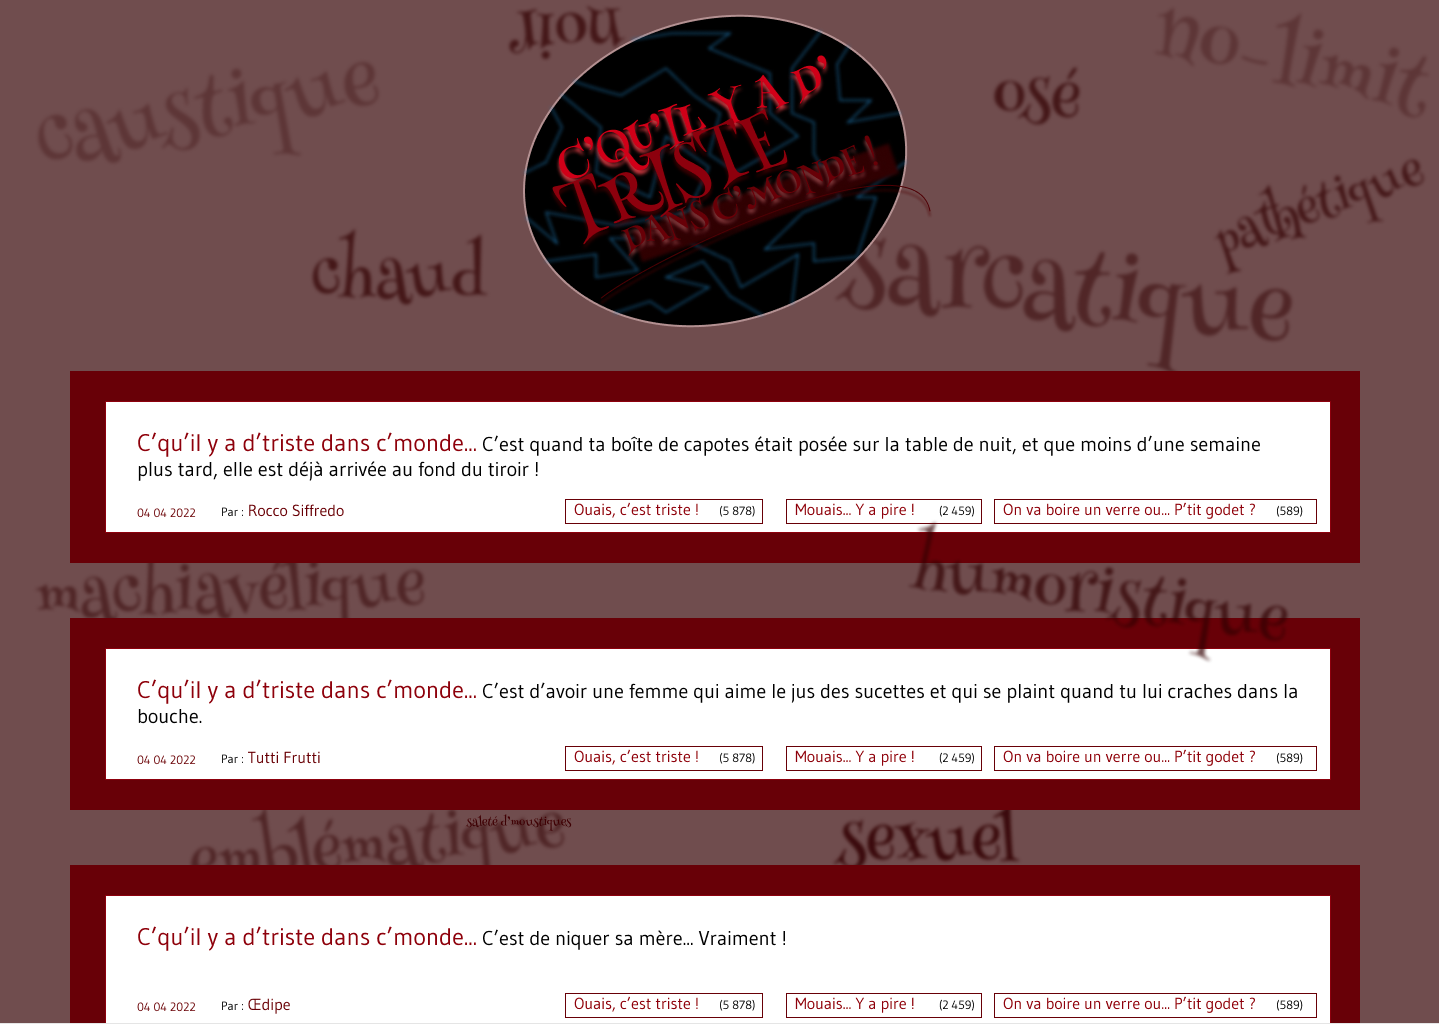 noir
no-limit
caustique
osé
C'QU'IL Y A D'
TRISTE
DANS C'MONDE !
pathétique
chaud
sarcatique
C’qu’il y a d’triste dans c’monde... C’est quand ta boîte de capotes était posée sur la table de nuit, et que moins d’une semaine
plus tard, elle est déjà arrivée au fond du tiroir !
04 04 2022 Par : Rocco Siffredo Ouais, c’est triste ! (5 878) Mouais... Y a pire ! (2 459) On va boire un verre ou... P’tit godet ? (589)
machiavélique
humoristique
C’qu’il y a d’triste dans c’monde... C’est d’avoir une femme qui aime le jus des sucettes et qui se plaint quand tu lui craches dans la
bouche.
04 04 2022 Par : Tutti Frutti Ouais, c’est triste ! (5 878) Mouais... Y a pire ! (2 459) On va boire un verre ou... P’tit godet ? (589)
emblématique
saleté d’moustiques
sexuel
C’qu’il y a d’triste dans c’monde... C’est de niquer sa mère... Vraiment !
04 04 2022 Par : Œdipe Ouais, c’est triste ! (5 878) Mouais... Y a pire ! (2 459) On va boire un verre ou... P’tit godet ? (589)